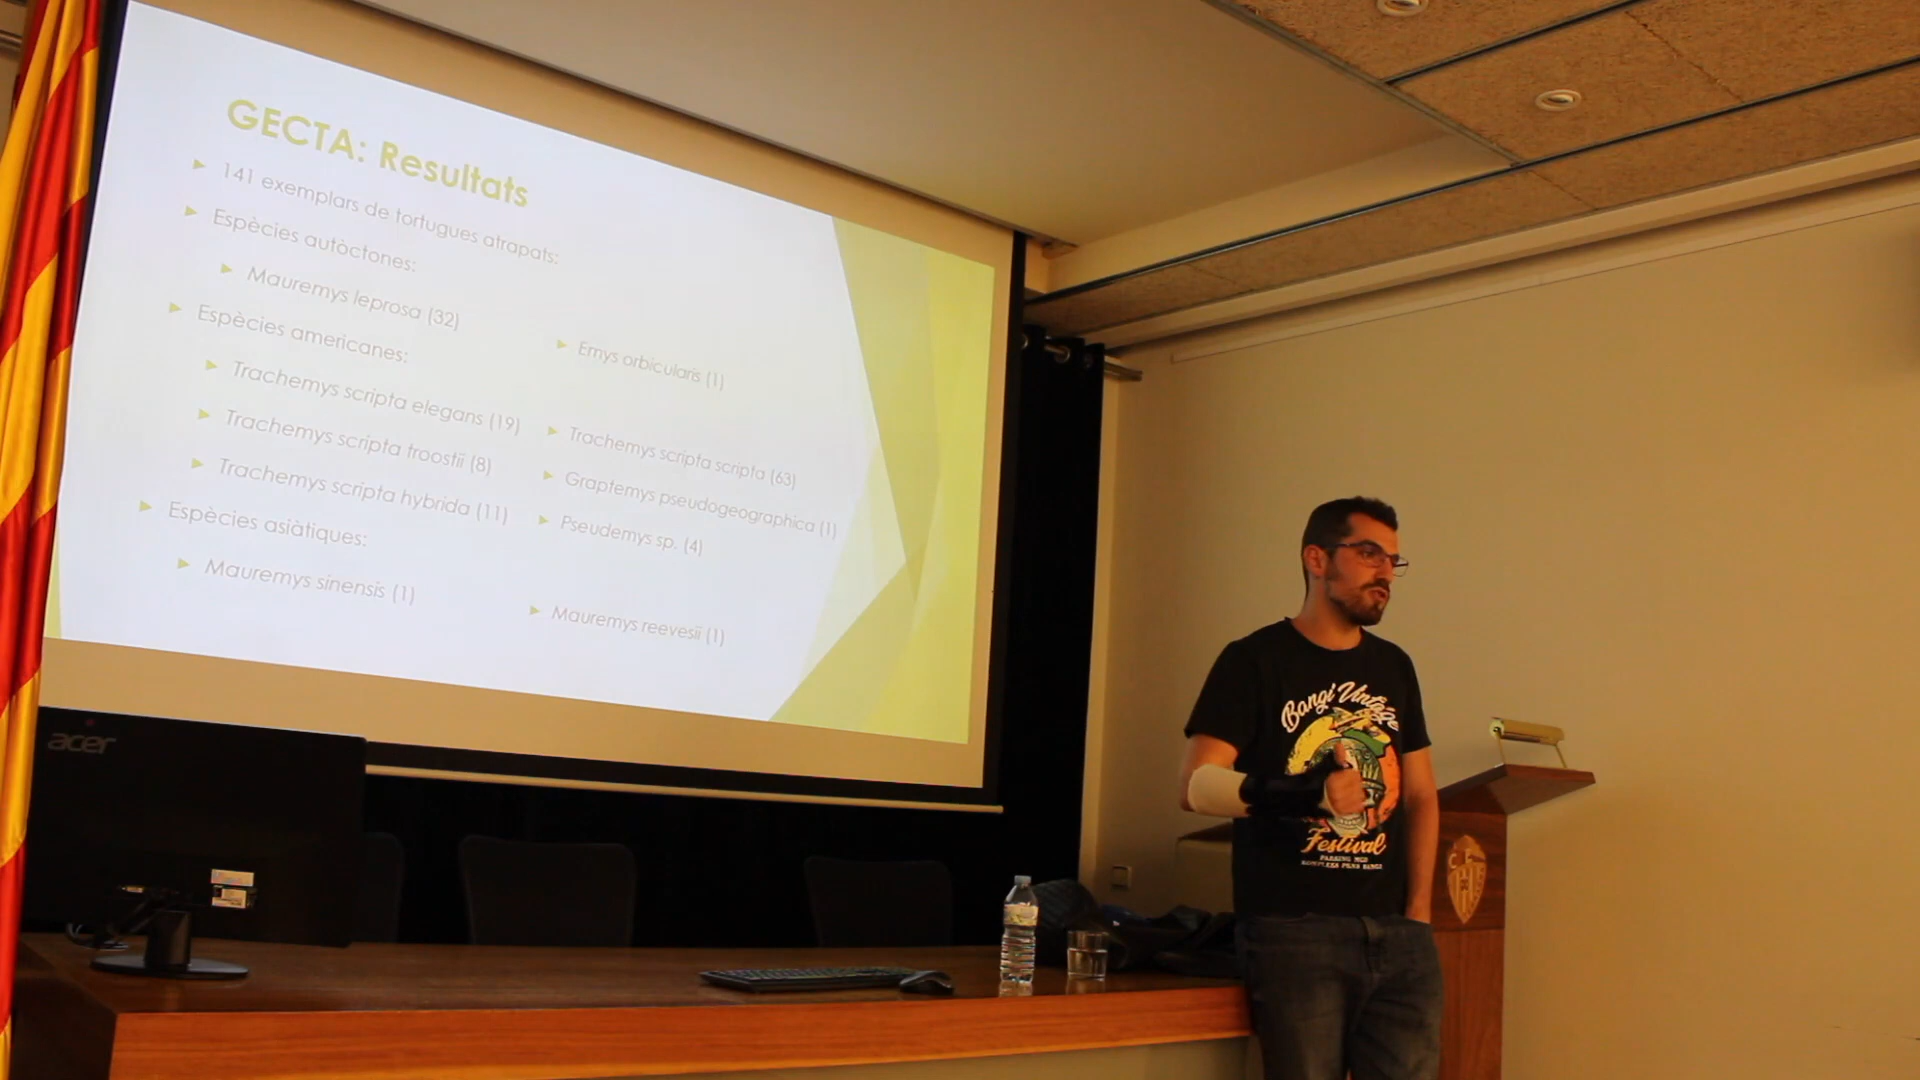 GECTA: Resultats
141 exemplars de tortugues atrapats:
Espècies autòctones:
Mauremys leprosa (32)
Emys orbicularis (1)
Espècies americanes:
Trachemys scripta elegans (19)
Trachemys scripta scripta (63)
Trachemys scripta troostii (8)
Graptemys pseudogeographica (1)
Trachemys scripta hybrida (11)
Pseudemys sp. (4)
Espècies asiàtiques:
Mauremys sinensis (1)
Mauremys reevesii (1)
acer
Bangi Vintage
Festival